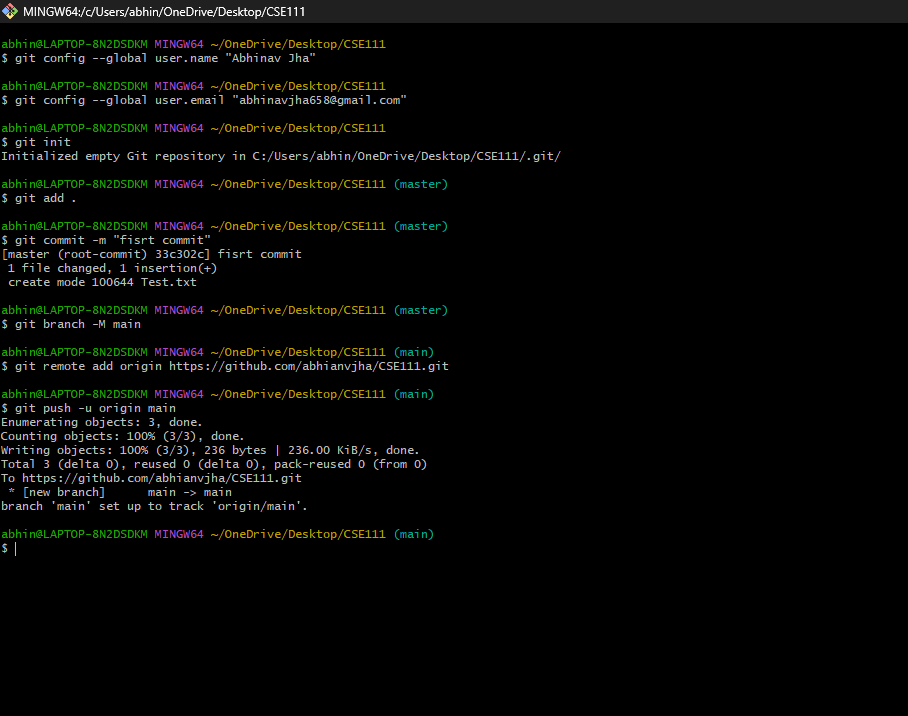 MINGW64:/c/Users/abhin/OneDrive/Desktop/CSE111
abhin@LAPTOP-8N2DSDKM MINGW64 ~/OneDrive/Desktop/CSE111
$ git config --global user.name "Abhinav Jha"
abhin@LAPTOP-8N2DSDKM MINGW64 ~/OneDrive/Desktop/CSE111
$ git config --global user.email "abhinavjha658@gmail.com"
abhin@LAPTOP-8N2DSDKM MINGW64 ~/OneDrive/Desktop/CSE111
$ git init
Initialized empty Git repository in C:/Users/abhin/OneDrive/Desktop/CSE111/.git/
abhin@LAPTOP-8N2DSDKM MINGW64 ~/OneDrive/Desktop/CSE111 (master)
$ git add .
abhin@LAPTOP-8N2DSDKM MINGW64 ~/OneDrive/Desktop/CSE111 (master)
$ git commit -m "fisrt commit"
[master (root-commit) 33c302c] fisrt commit
 1 file changed, 1 insertion(+)
 create mode 100644 Test.txt
abhin@LAPTOP-8N2DSDKM MINGW64 ~/OneDrive/Desktop/CSE111 (master)
$ git branch -M main
abhin@LAPTOP-8N2DSDKM MINGW64 ~/OneDrive/Desktop/CSE111 (main)
$ git remote add origin https://github.com/abhianvjha/CSE111.git
abhin@LAPTOP-8N2DSDKM MINGW64 ~/OneDrive/Desktop/CSE111 (main)
$ git push -u origin main
Enumerating objects: 3, done.
Counting objects: 100% (3/3), done.
Writing objects: 100% (3/3), 236 bytes | 236.00 KiB/s, done.
Total 3 (delta 0), reused 0 (delta 0), pack-reused 0 (from 0)
To https://github.com/abhianvjha/CSE111.git
 * [new branch]      main -> main
branch 'main' set up to track 'origin/main'.
abhin@LAPTOP-8N2DSDKM MINGW64 ~/OneDrive/Desktop/CSE111 (main)
$